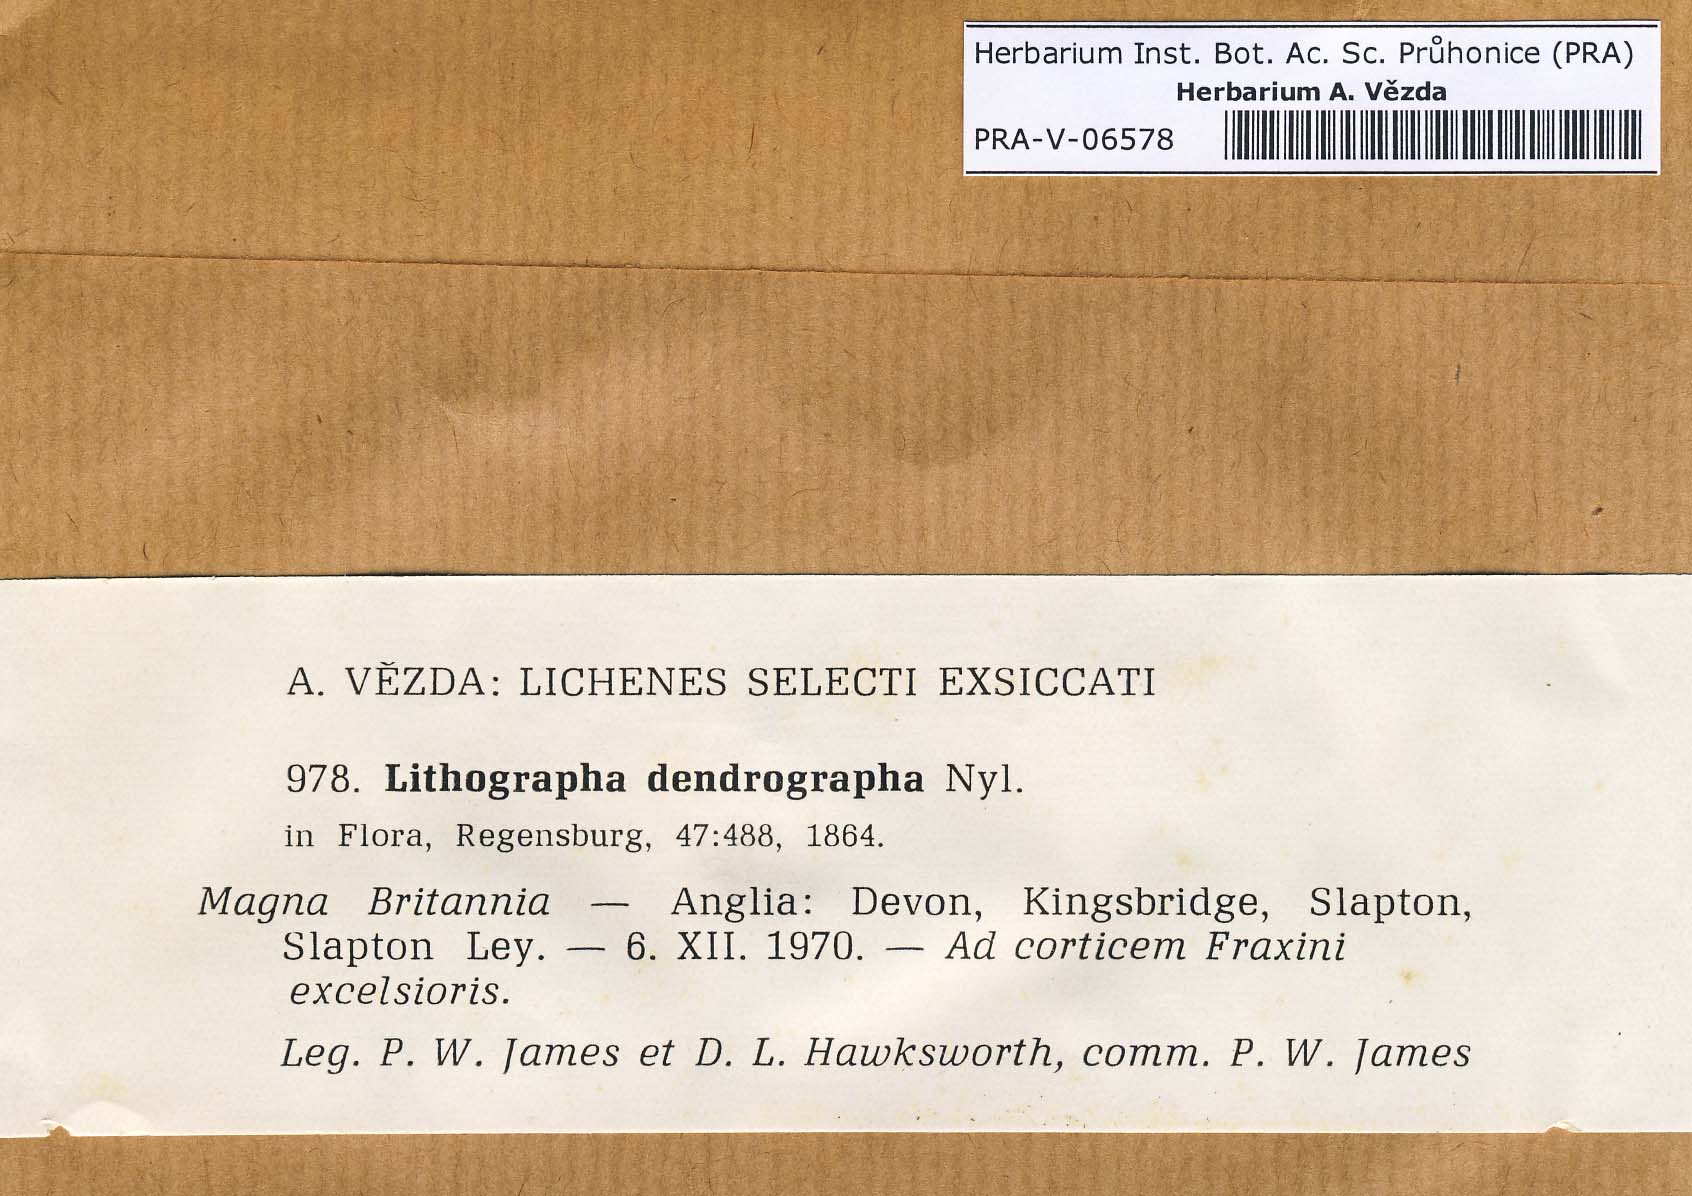 Herbarium Inst. Bot. Ac. Sc. Průhonice (PRA)
Herbarium A. Vězda
PRA-V-06578
A. VĚZDA: LICHENES SELECTI EXSICCATI
978. Lithographa dendrographa Nyl.
in Flora, Regensburg, 47:488, 1864.
Magna Britannia — Anglia: Devon, Kingsbridge, Slapton,
Slapton Ley. — 6. XII. 1970. — Ad corticem Fraxini
excelsioris.
Leg. P. W. James et D. L. Hawksworth, comm. P. W. James